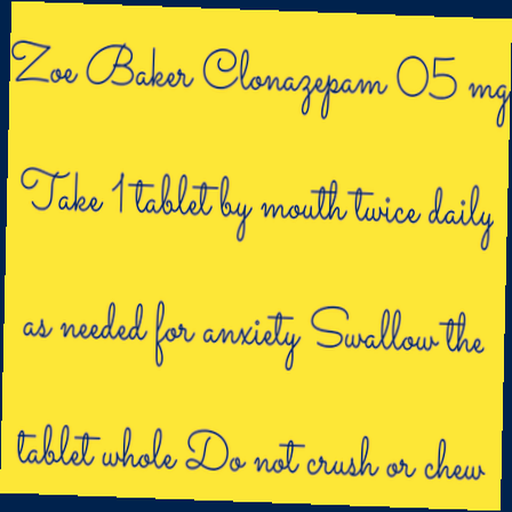 Zoe Baker Clonazepam 05 mg
Take 1 tablet by mouth twice daily
as needed for anxiety Swallow the
tablet whole Do not crush or chew